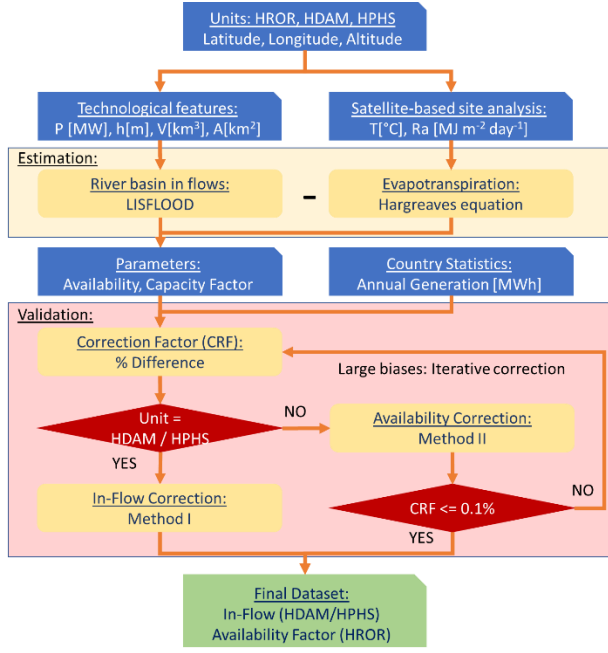 Units: HROR, HDAM, HPHS
Latitude, Longitude, Altitude
Technological features:
P [MW], h[m], V[km³], A[km²]
Satellite-based site analysis:
T[°C], Ra [MJ m⁻² day⁻¹]
Estimation:
River basin in flows:
LISFLOOD
-
Evapotranspiration:
Hargreaves equation
Parameters:
Availability, Capacity Factor
Country Statistics:
Annual Generation [MWh]
Validation:
Correction Factor (CRF):
% Difference
Large biases: Iterative correction
Unit =
HDAM / HPHS
NO
YES
Availability Correction:
Method II
In-Flow Correction:
Method I
CRF <= 0.1%
NO
YES
Final Dataset:
In-Flow (HDAM/HPHS)
Availability Factor (HROR)